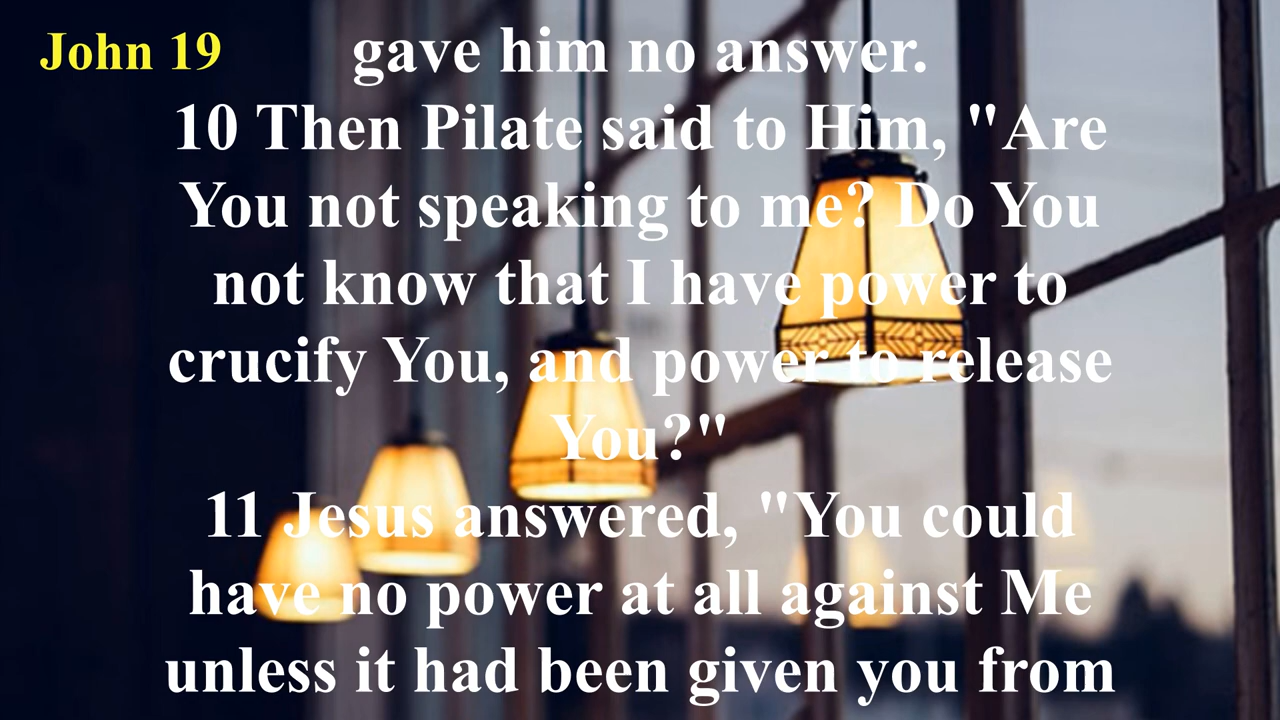 John 19
gave him no answer.
10 Then Pilate said to Him, "Are
You not speaking to me? Do You
not know that I have power to
crucify You, and power to release
You?"
11 Jesus answered, "You could
have no power at all against Me
unless it had been given you from